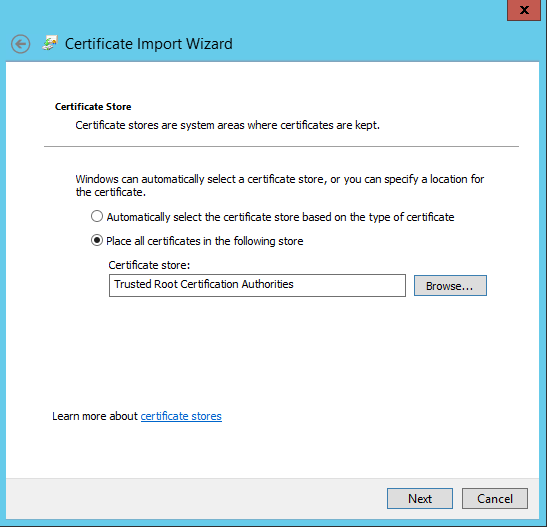 x
Certificate Import Wizard
Certificate Store
Certificate stores are system areas where certificates are kept.
Windows can automatically select a certificate store, or you can specify a location for
the certificate.
Automatically select the certificate store based on the type of certificate
Place all certificates in the following store
Certificate store:
Trusted Root Certification Authorities
Browse...
Learn more about certificate stores
Next
Cancel